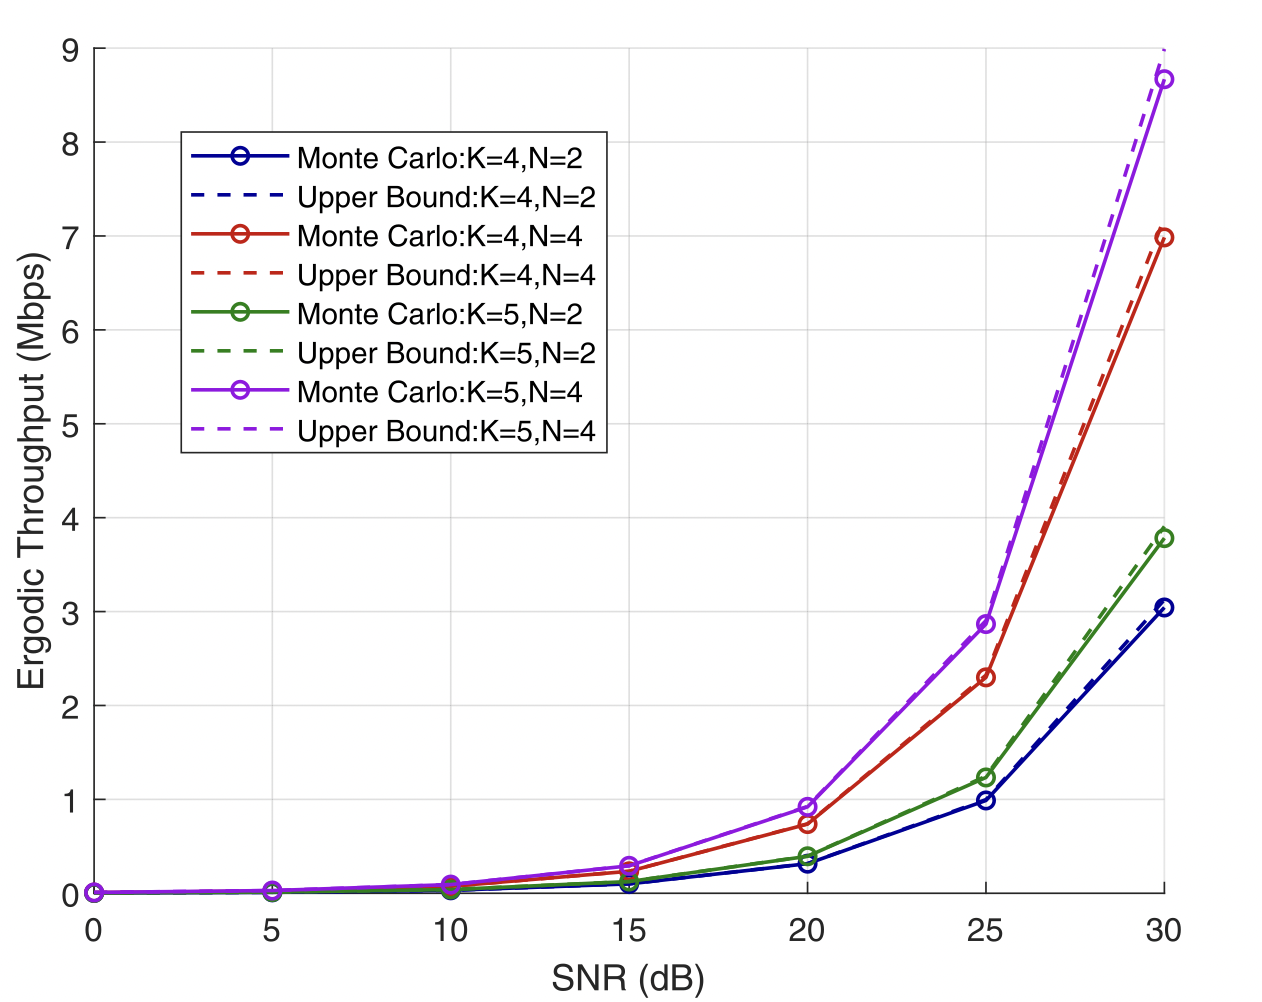 9
8
7
6
5
4
3
2
1
0
Ergodic Throughput (Mbps)
Monte Carlo:K=4,N=2
Upper Bound:K=4,N=2
Monte Carlo:K=4,N=4
Upper Bound:K=4,N=4
Monte Carlo:K=5,N=2
Upper Bound:K=5,N=2
Monte Carlo:K=5,N=4
Upper Bound:K=5,N=4
0 5 10 15 20 25 30
SNR (dB)